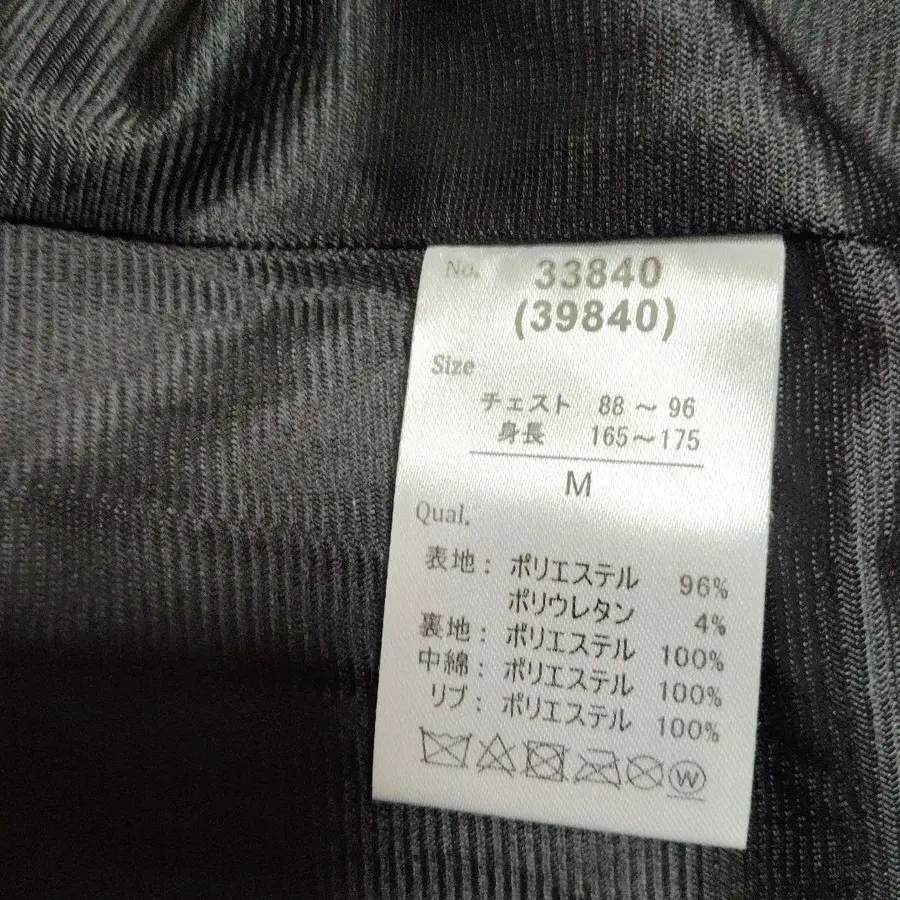 No. 33840
(39840)
Size
チェスト 88～96
身長 165～175
M
Qual.
表地： ポリエステル 96%
ポリウレタン 4%
裏地： ポリエステル 100%
中綿： ポリエステル 100%
リブ： ポリエステル 100%
W